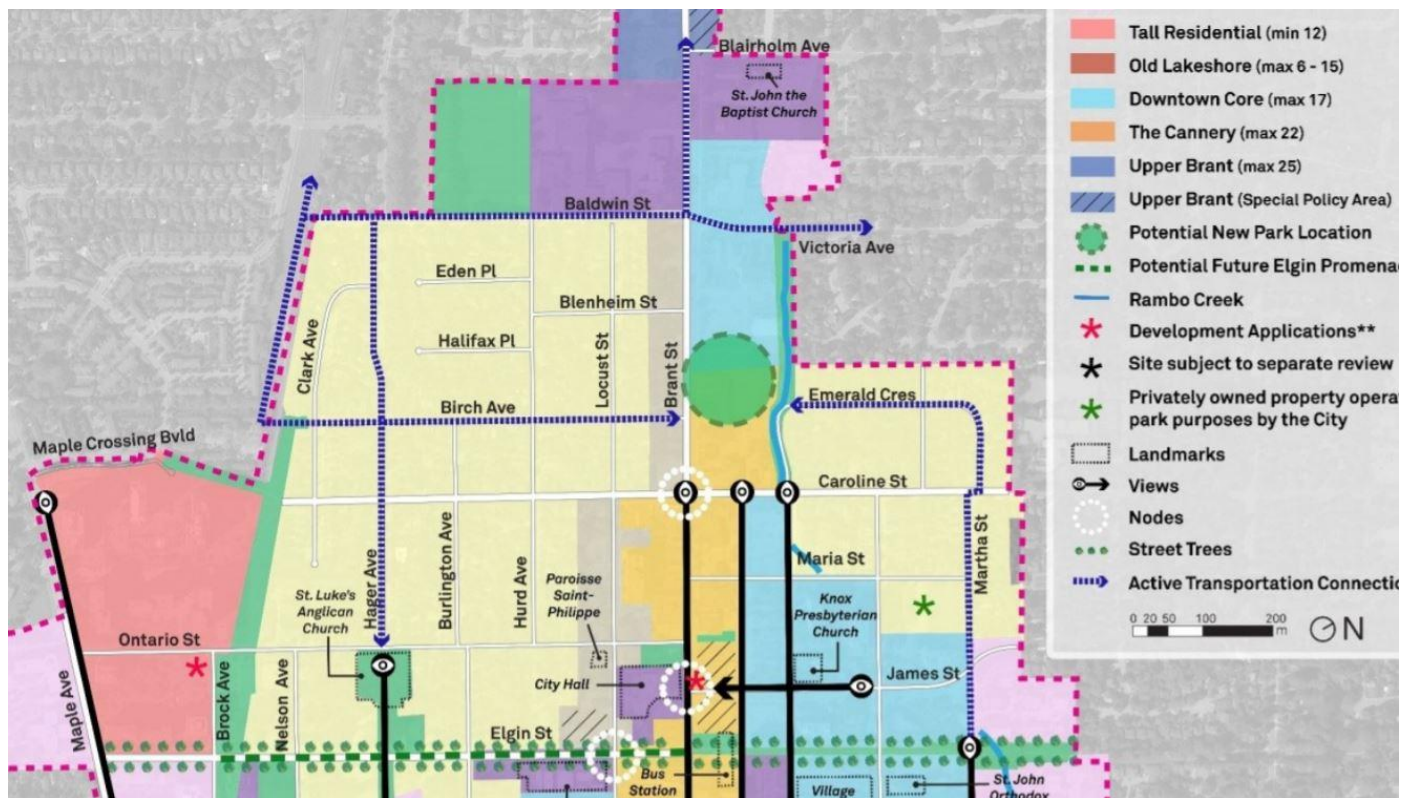 Blairholm Ave
St. John the
Baptist Church
Baldwin St
Victoria Ave
Eden Pl
Blenheim St
Halifax Pl
Clark Ave
Locust St
Brant St
Birch Ave
Emerald Cres
Maple Crossing Bvld
Caroline St
Hager Ave
Burlington Ave
Hurd Ave
Maria St
Martha St
St. Luke's
Anglican
Church
Paroisse
Saint-
Philippe
Knox
Presbyterian
Church
Ontario St
City Hall
James St
Maple Ave
Brock Ave
Nelson Ave
Elgin St
Bus
Station
Village
St. John
Orthodox
Tall Residential (min 12)
Old Lakeshore (max 6 - 15)
Downtown Core (max 17)
The Cannery (max 22)
Upper Brant (max 25)
Upper Brant (Special Policy Area)
Potential New Park Location
Potential Future Elgin Promena
Rambo Creek
Development Applications**
Site subject to separate review
Privately owned property opera
park purposes by the City
Landmarks
Views
Nodes
Street Trees
Active Transportation Connectio
0 20 50 100 200
m
N